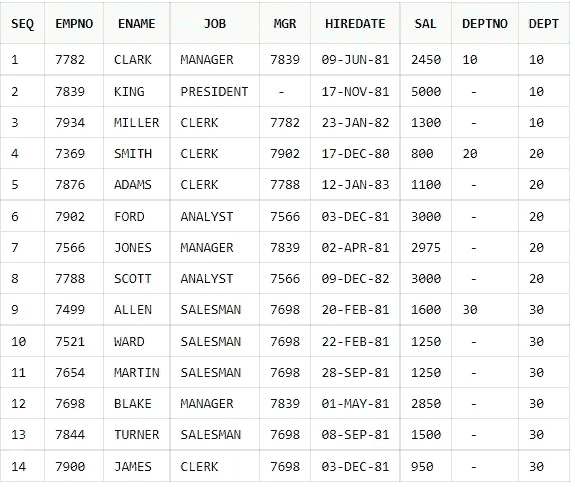 SEQ EMPNO ENAME JOB MGR HIREDATE SAL DEPTNO DEPT
1 7782 CLARK MANAGER 7839 09-JUN-81 2450 10 10
2 7839 KING PRESIDENT - 17-NOV-81 5000 - 10
3 7934 MILLER CLERK 7782 23-JAN-82 1300 - 10
4 7369 SMITH CLERK 7902 17-DEC-80 800 20 20
5 7876 ADAMS CLERK 7788 12-JAN-83 1100 - 20
6 7902 FORD ANALYST 7566 03-DEC-81 3000 - 20
7 7566 JONES MANAGER 7839 02-APR-81 2975 - 20
8 7788 SCOTT ANALYST 7566 09-DEC-82 3000 - 20
9 7499 ALLEN SALESMAN 7698 20-FEB-81 1600 30 30
10 7521 WARD SALESMAN 7698 22-FEB-81 1250 - 30
11 7654 MARTIN SALESMAN 7698 28-SEP-81 1250 - 30
12 7698 BLAKE MANAGER 7839 01-MAY-81 2850 - 30
13 7844 TURNER SALESMAN 7698 08-SEP-81 1500 - 30
14 7900 JAMES CLERK 7698 03-DEC-81 950 - 30